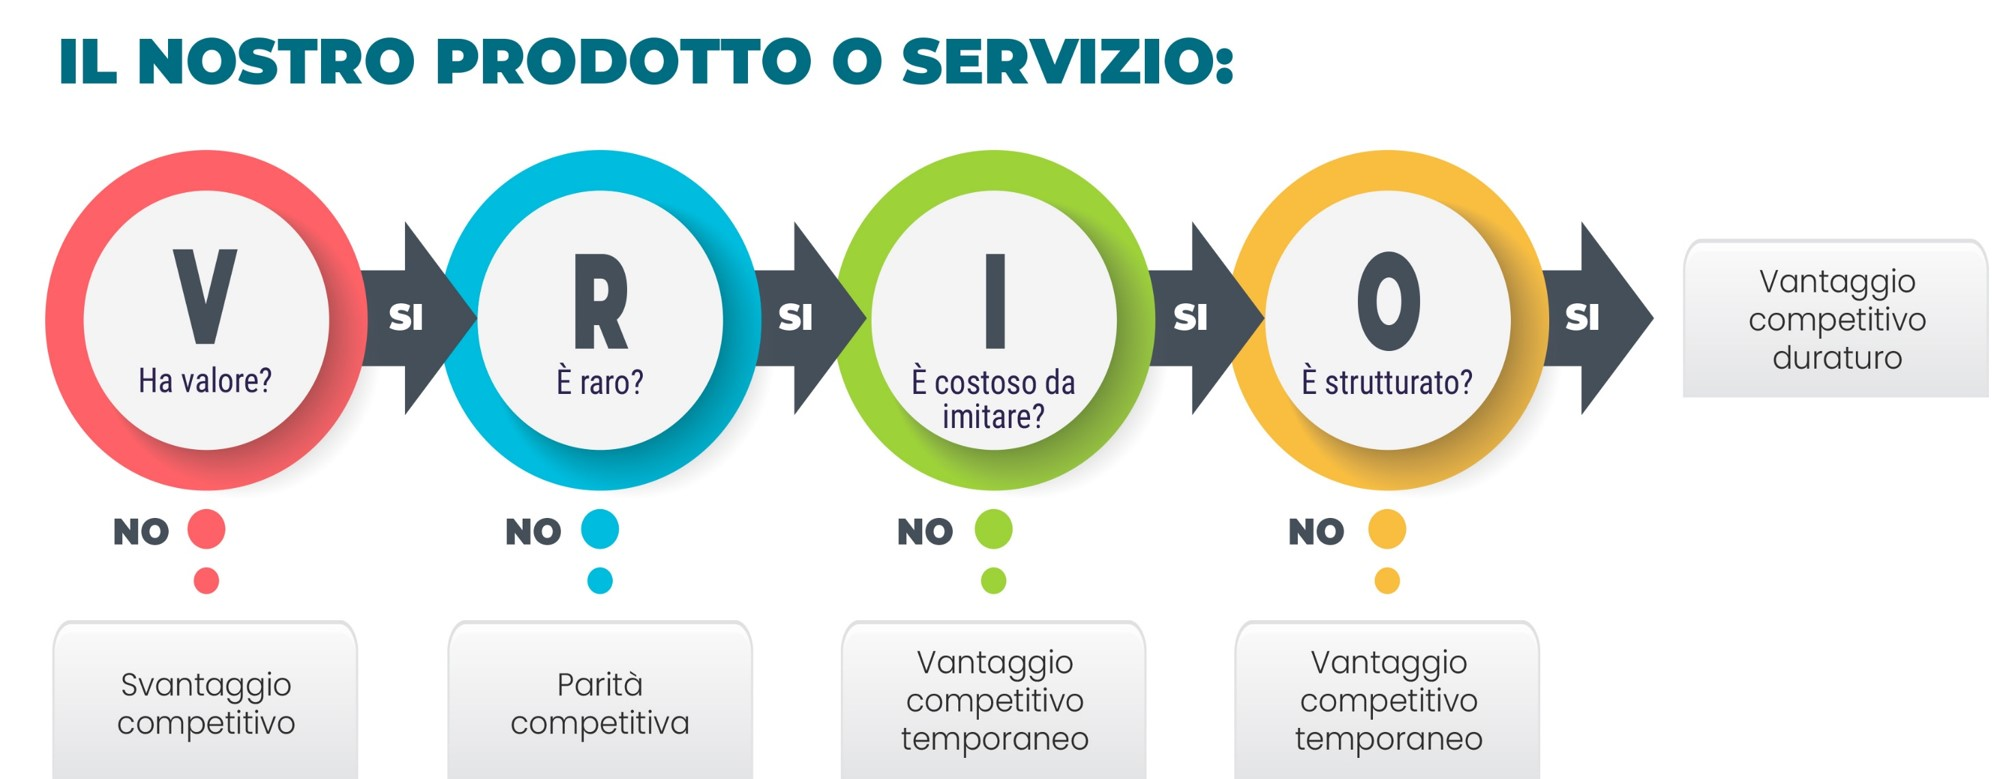 IL NOSTRO PRODOTTO O SERVIZIO:
V
Ha valore?
SI
R
È raro?
SI
I
È costoso da
imitare?
SI
O
È strutturato?
SI
Vantaggio
competitivo
duraturo
NO
NO
NO
NO
Svantaggio
competitivo
Parità
competitiva
Vantaggio
competitivo
temporaneo
Vantaggio
competitivo
temporaneo